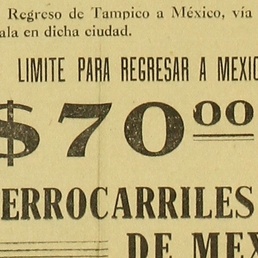 Regreso de Tampico a México, vía
ala en dicha ciudad.
LIMITE PARA REGRESAR A MEXIC
$70.00
ERROCARRILES
DE MEX